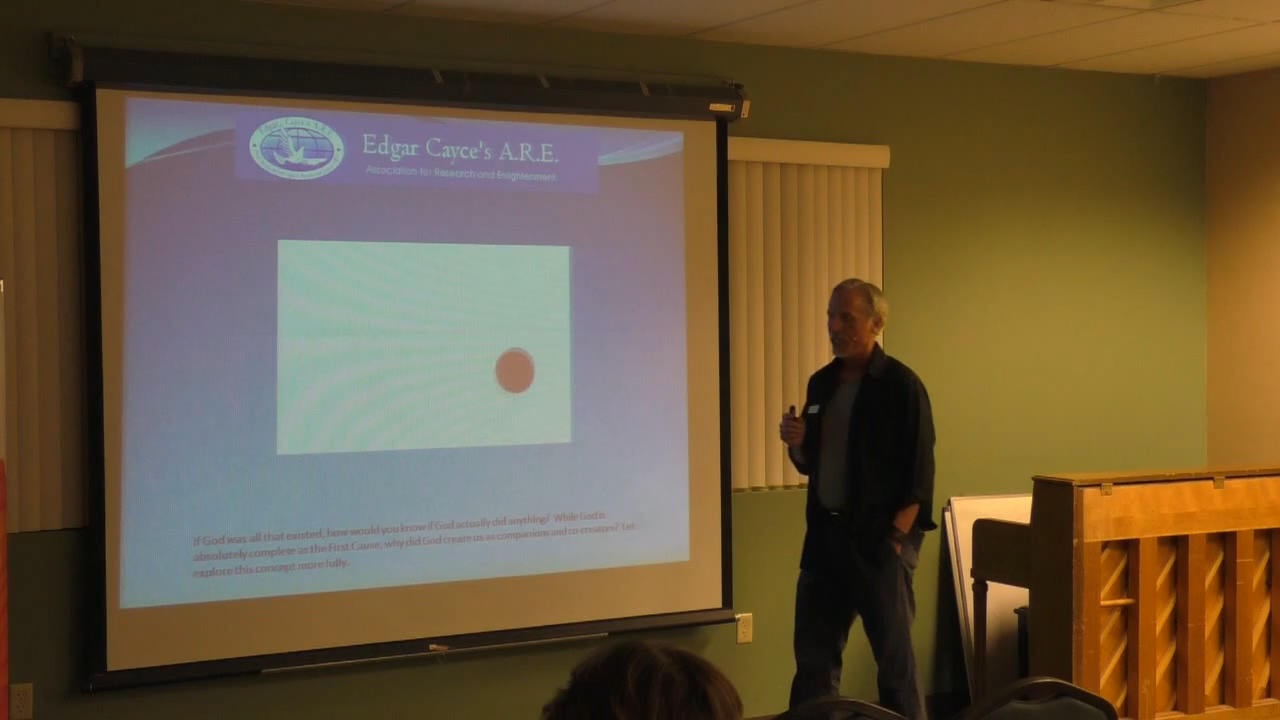 Edgar Cayce's A.R.E.
Edgar Cayce's A.R.E.
Association for Research and Enlightenment
If God was all that existed, how would you know if God actually did anything? While God is
absolutely complete as the First Cause, why did God create us as companions and co-creators? Let
explore this concept more fully.